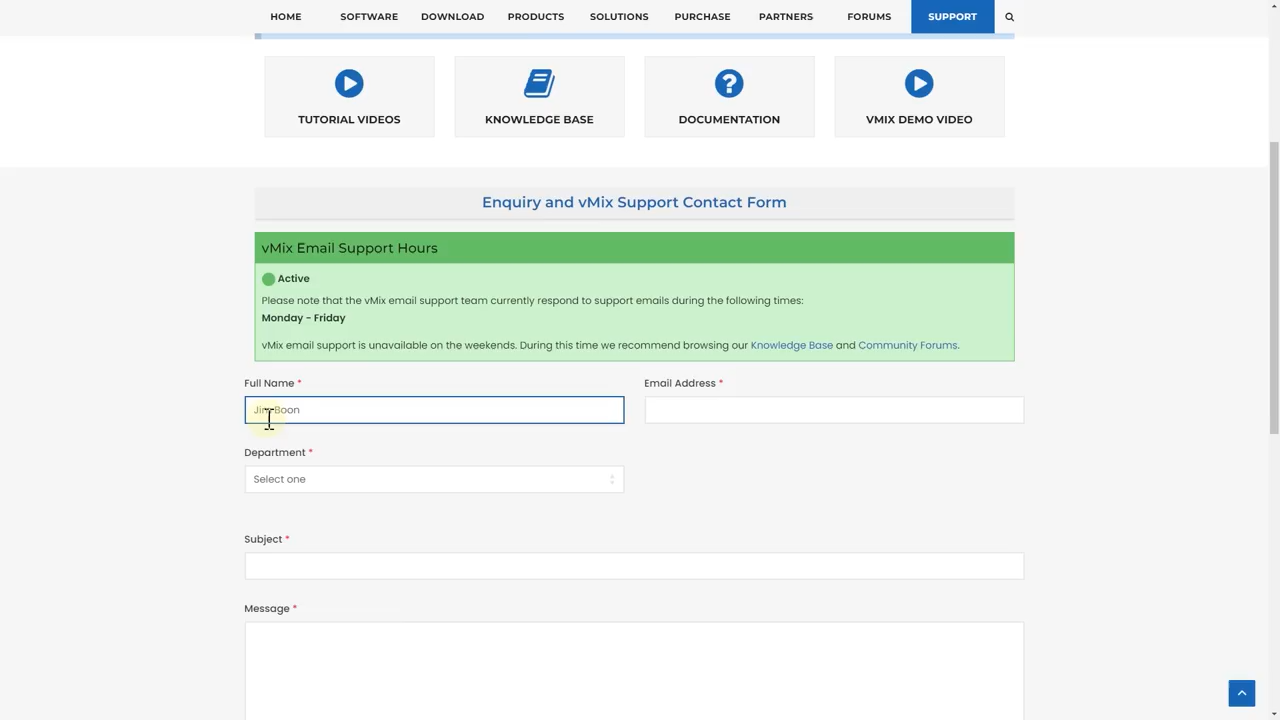 HOME SOFTWARE DOWNLOAD PRODUCTS SOLUTIONS PURCHASE PARTNERS FORUMS SUPPORT
TUTORIAL VIDEOS KNOWLEDGE BASE DOCUMENTATION VMIX DEMO VIDEO
Enquiry and vMix Support Contact Form
vMix Email Support Hours
Active
Please note that the vMix email support team currently respond to support emails during the following times:
Monday - Friday
vMix email support is unavailable on the weekends. During this time we recommend browsing our Knowledge Base and Community Forums.
Full Name * Email Address *
Jim Boon
Department *
Select one
Subject *
Message *